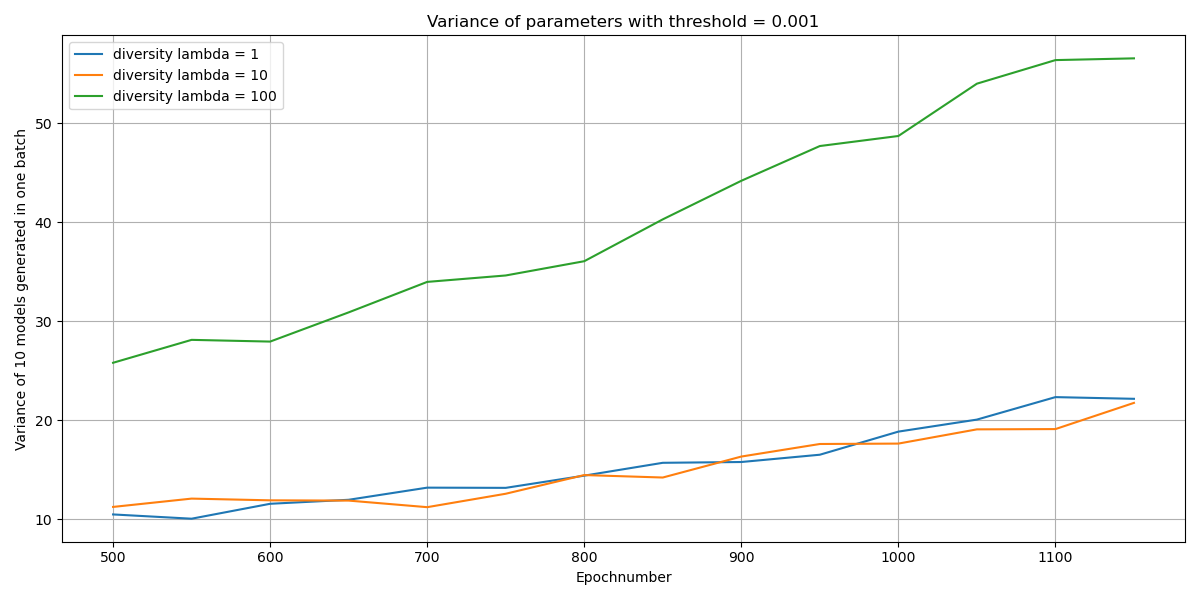 Variance of parameters with threshold = 0.001
diversity lambda = 1
diversity lambda = 10
diversity lambda = 100
Variance of 10 models generated in one batch
50
40
30
20
10
500 600 700 800 900 1000 1100
Epochnumber